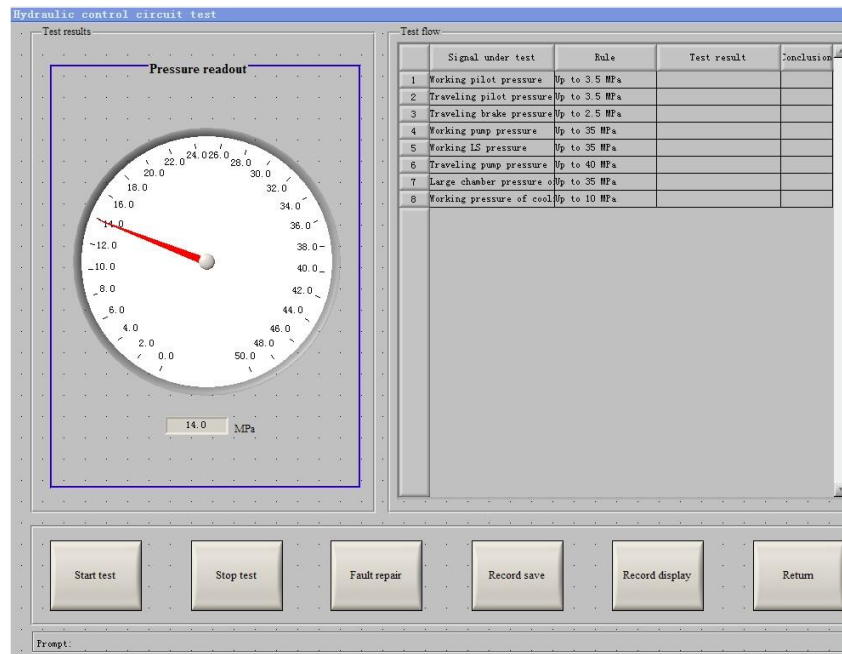 Hydraulic control circuit test
Test results
Pressure readout
0.0
2.0
4.0
6.0
8.0
10.0
12.0
14.0
16.0
18.0
20.0
22.0
24.0
26.0
28.0
30.0
32.0
34.0
36.0
38.0
40.0
42.0
44.0
46.0
48.0
50.0
14.0 MPa
Test flow
Signal under test Rule Test result Conclusion
1 Working pilot pressure Up to 3.5 MPa
2 Traveling pilot pressure Up to 3.5 MPa
3 Traveling brake pressure Up to 2.5 MPa
4 Working pump pressure Up to 35 MPa
5 Working LS pressure Up to 35 MPa
6 Traveling pump pressure Up to 40 MPa
7 Large chamber pressure o Up to 35 MPa
8 Working pressure of cool Up to 10 MPa
Start test Stop test Fault repair Record save Record display Return
Prompt: